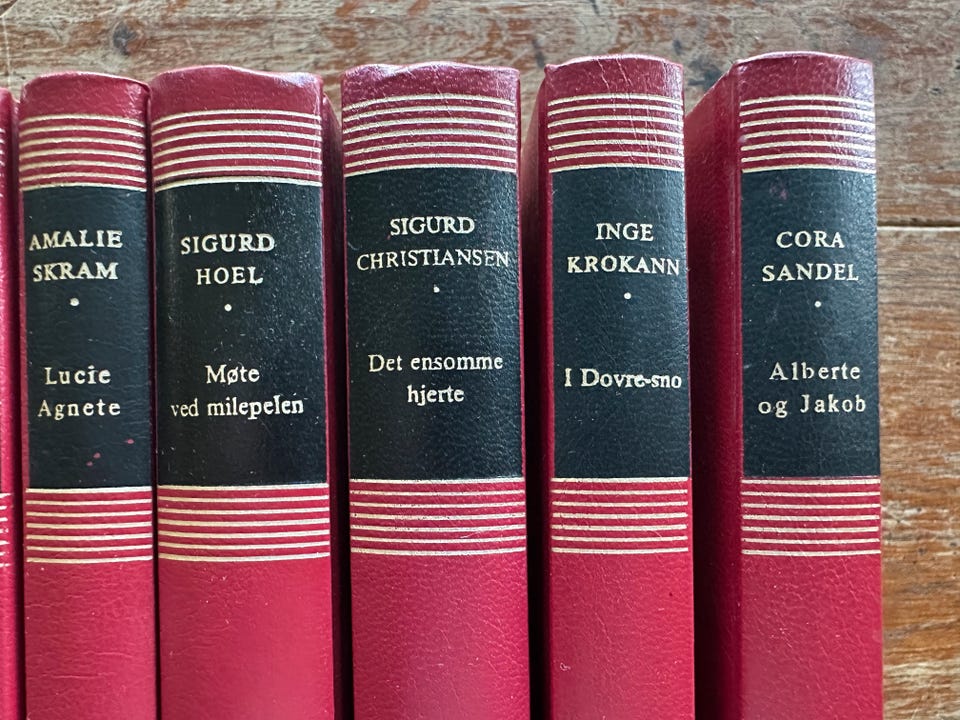 AMALIE
SKRAM
•
Lucie
Agnete
SIGURD
HOEL
•
Møte
ved milepelen
SIGURD
CHRISTIANSEN
•
Det ensomme
hjerte
INGE
KROKANN
•
I Dovre-sno
CORA
SANDEL
•
Alberte
og Jakob